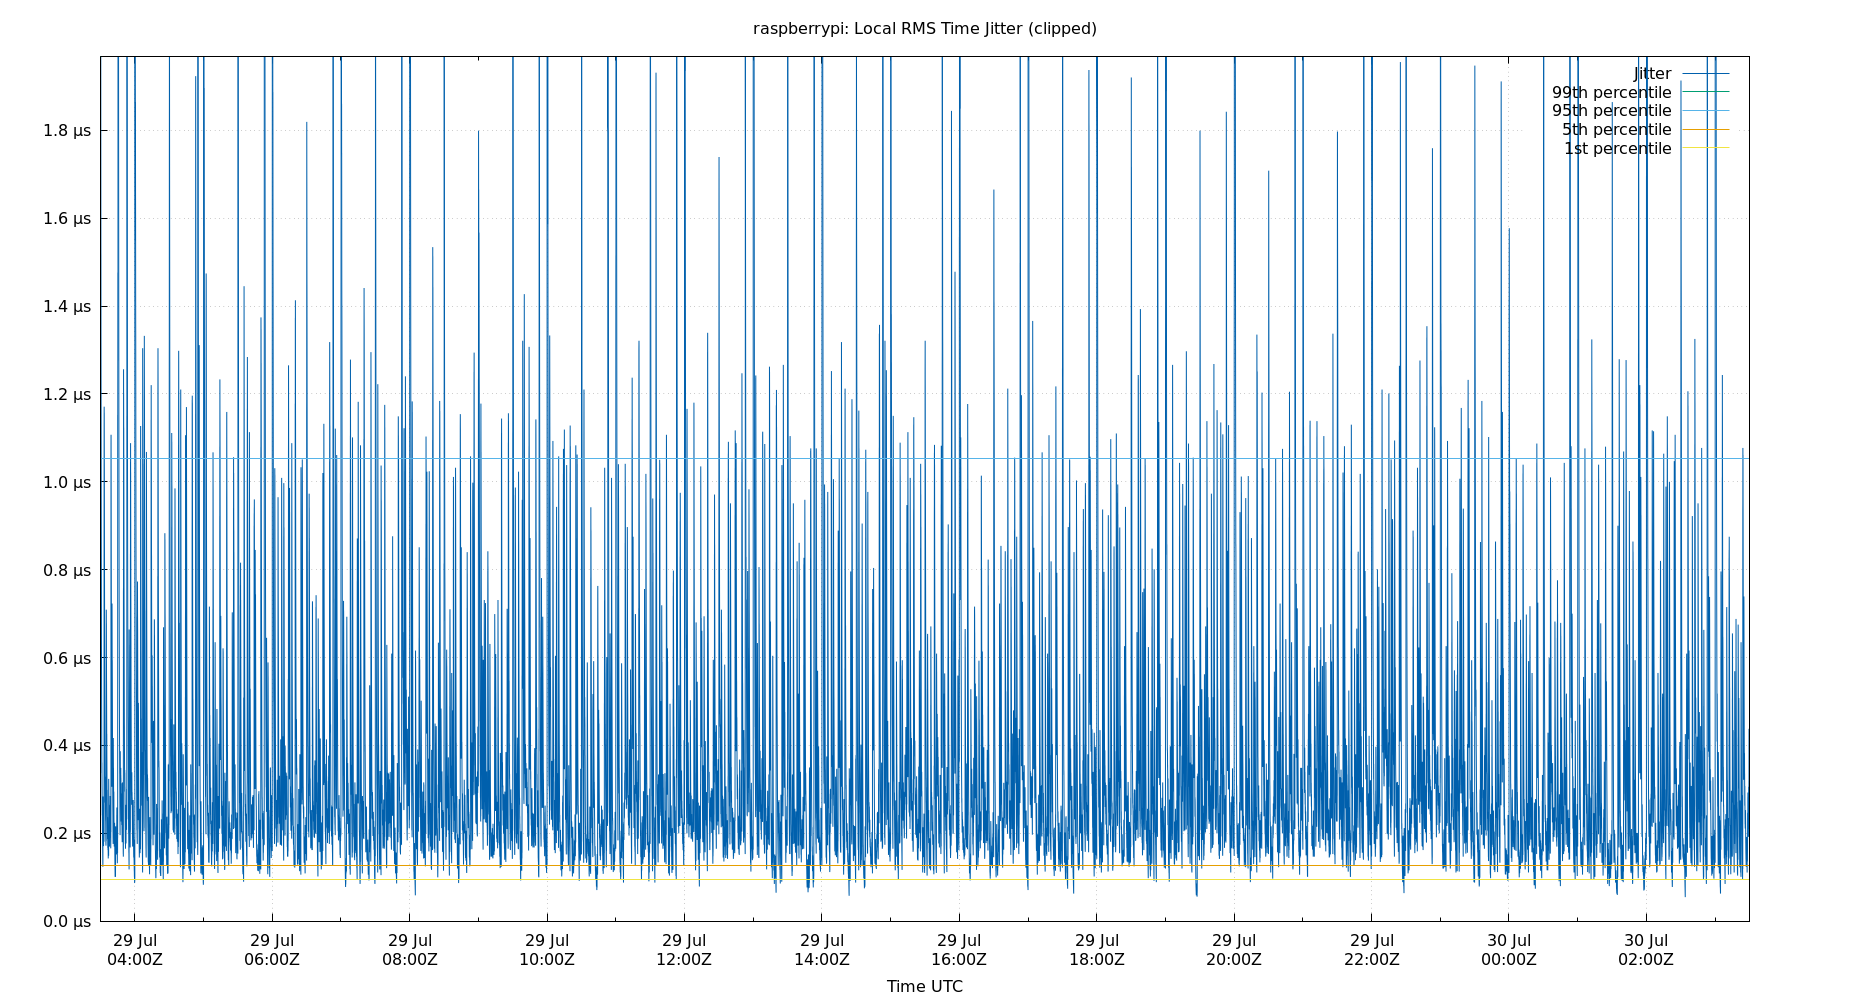 raspberrypi: Local RMS Time Jitter (clipped)
Jitter
99th percentile
95th percentile
5th percentile
1st percentile
1.8 μs
1.6 μs
1.4 μs
1.2 μs
1.0 μs
0.8 μs
0.6 μs
0.4 μs
0.2 μs
0.0 μs
29 Jul 29 Jul 29 Jul 29 Jul 29 Jul 29 Jul 29 Jul 29 Jul 29 Jul 29 Jul 30 Jul 30 Jul
04:00Z 06:00Z 08:00Z 10:00Z 12:00Z 14:00Z 16:00Z 18:00Z 20:00Z 22:00Z 00:00Z 02:00Z
Time UTC